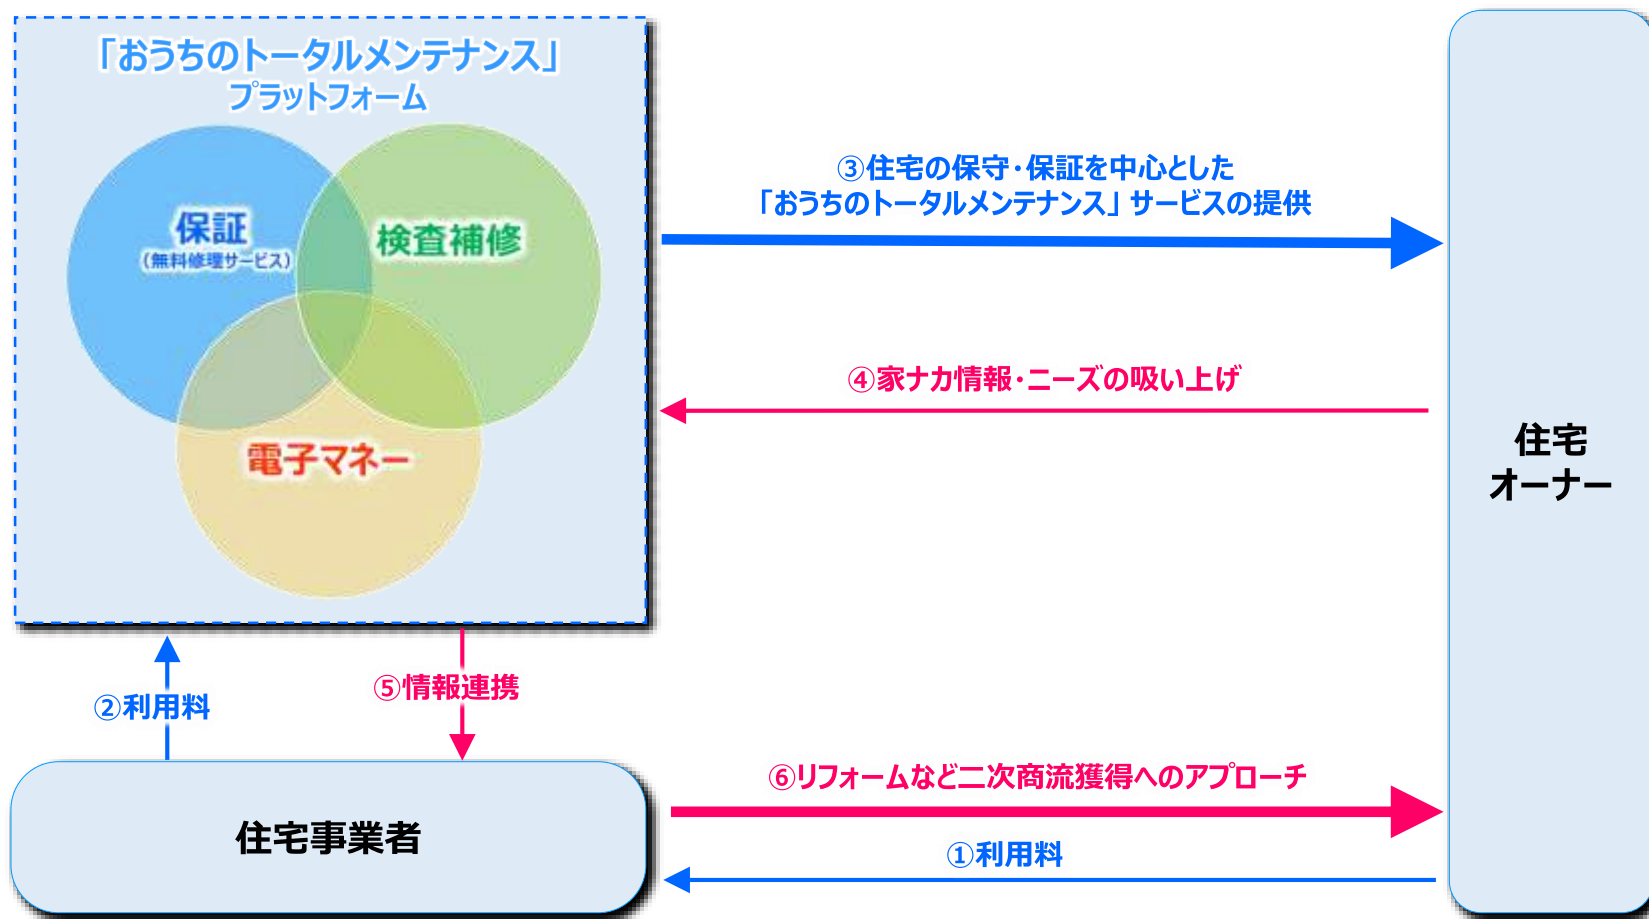 「おうちのトータルメンテナンス」
プラットフォーム
保証
（無料修理サービス）
検査補修
電子マネー
③住宅の保守・保証を中心とした
「おうちのトータルメンテナンス」サービスの提供
④家ナカ情報・ニーズの吸い上げ
住宅
オーナー
②利用料
⑤情報連携
住宅事業者
⑥リフォームなど二次商流獲得へのアプローチ
①利用料